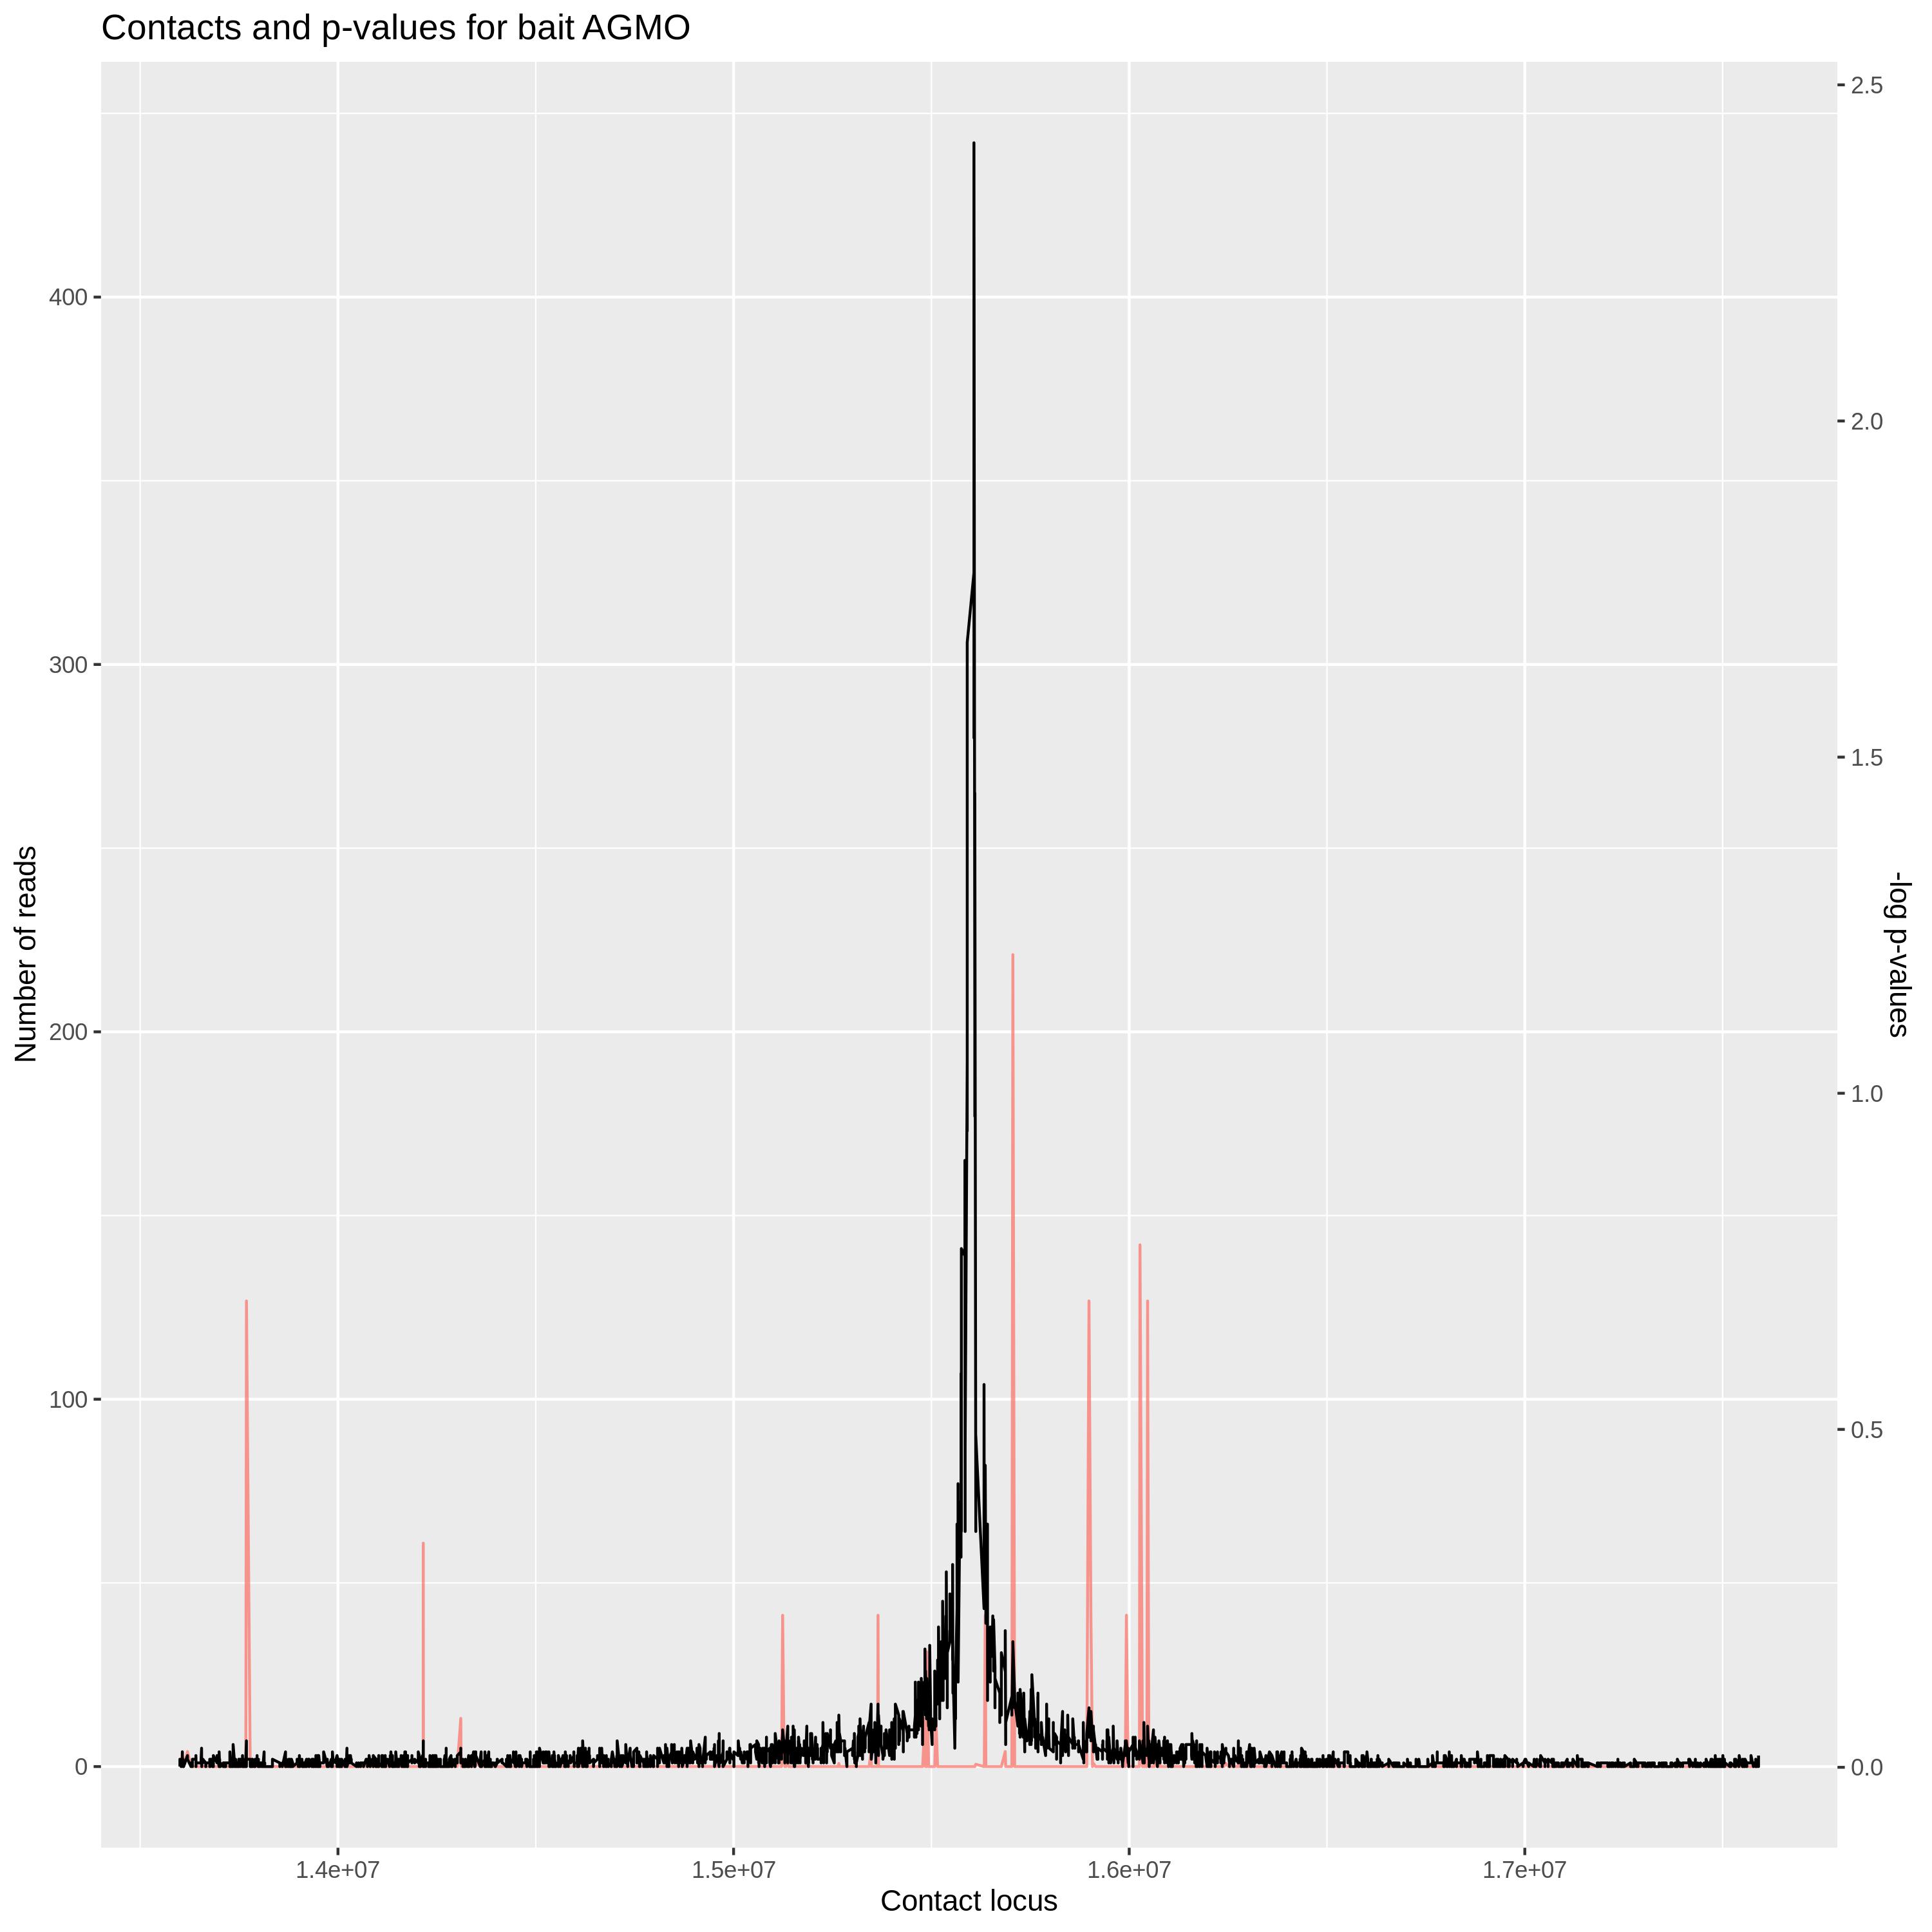 Contacts and p-values for bait AGMO
Number of reads
400
300
200
100
0
2.5
2.0
1.5
1.0
0.5
0.0
-log p-values
1.4e+07
1.5e+07
1.6e+07
1.7e+07
Contact locus